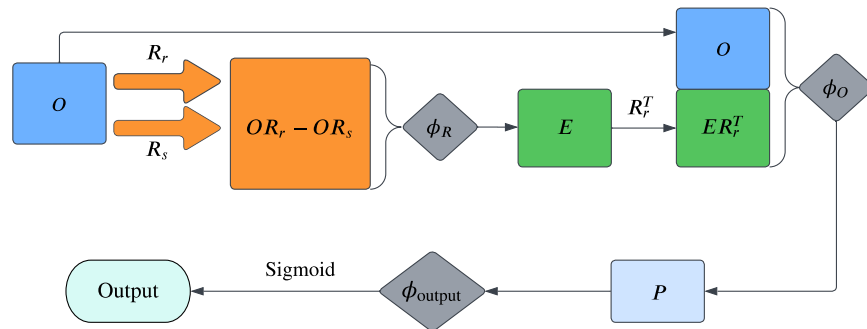 O
R_r
R_s
OR_r − OR_s
ϕ_R
E
R_r^T
O
ER_r^T
ϕ_O
P
ϕ_output
Sigmoid
Output